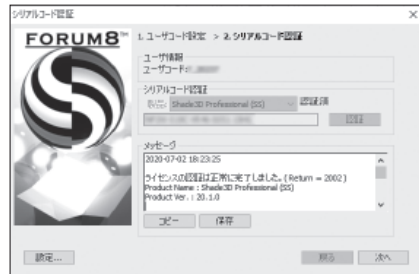 シリアルコード認証
FORUM8™
1. ユーザコード設定 > 2. シリアルコード認証
ユーザ情報
ユーザコード:
シリアルコード認証
Shade3D Professional (SS)
認証済
認証
メッセージ
2020-07-02 18:23:25
ライセンスの認証は正常に完了しました。( Return = 2002 )
Product Name : Shade3D Professional (SS)
Product Ver. : 20.1.0
コピー
保存
設定...
戻る
次へ